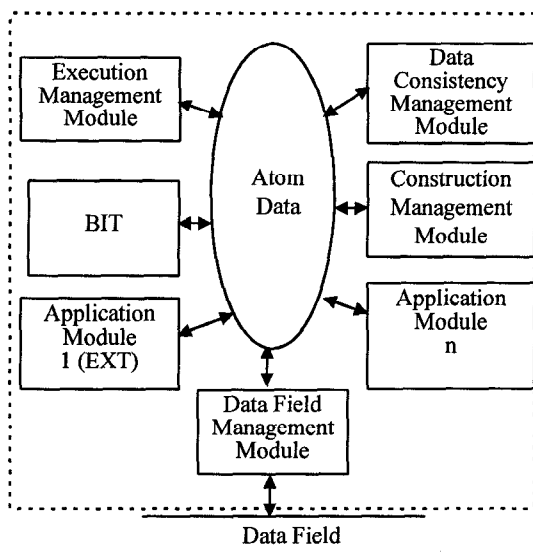 Execution
Management
Module
Data
Consistency
Management
Module
Atom
Data
BIT
Construction
Management
Module
Application
Module
1 (EXT)
Application
Module
n
Data Field
Management
Module
Data Field